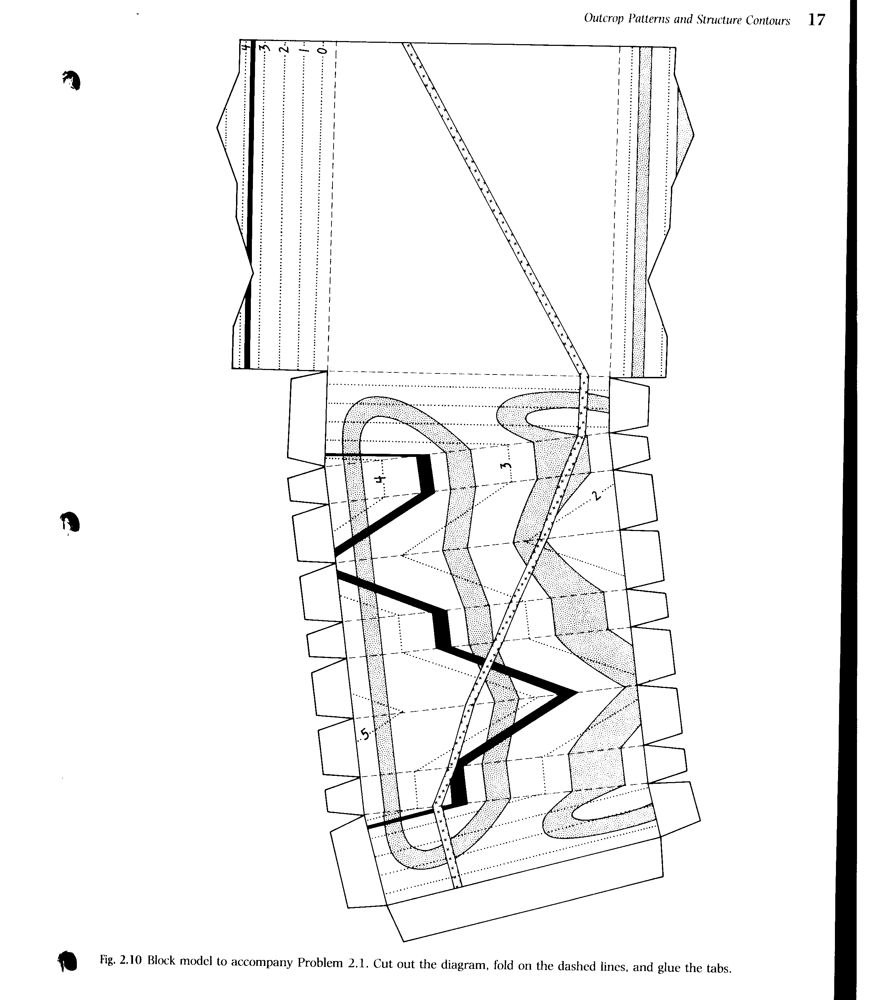 Outcrop Patterns and Structure Contours 17
4 3 2 1 0
4
3
2
5
Fig. 2.10 Block model to accompany Problem 2.1. Cut out the diagram, fold on the dashed lines, and glue the tabs.